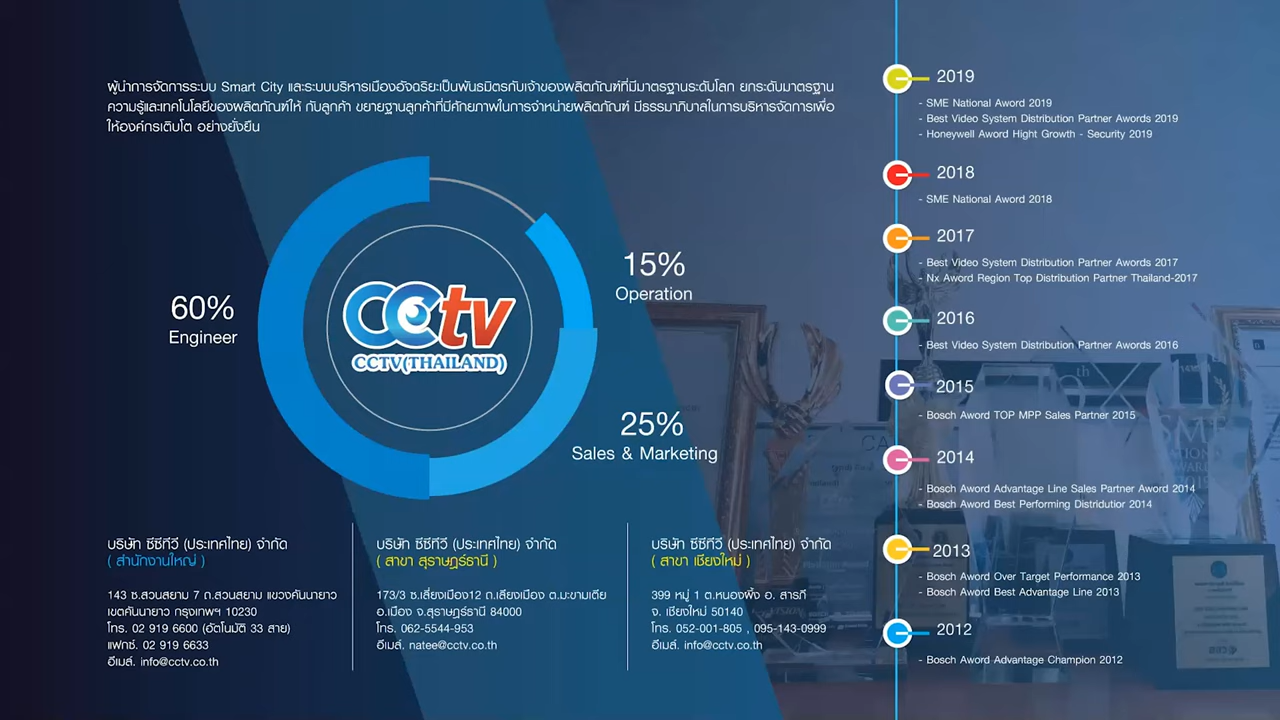 ผู้นำการจัดการระบบ Smart City และระบบบริหารเมืองอัจฉริยะเป็นพันธมิตรกับเจ้าของผลิตภัณฑ์ที่มีมาตรฐานระดับโลก ยกระดับมาตรฐาน
ความรู้และเทคโนโลยีของผลิตภัณฑ์ให้ กับลูกค้า ขยายฐานลูกค้าที่มีศักยภาพในการจำหน่ายผลิตภัณฑ์ มีธรรมาภิบาลในการบริหารจัดการเพื่อ
ให้องค์กรเติบโต อย่างยั่งยืน
60%
Engineer
CCtv
CCTV(THAILAND)
15%
Operation
25%
Sales & Marketing
บริษัท ซีซีทีวี (ประเทศไทย) จำกัด
( สำนักงานใหญ่ )
143 ซ.สวนสยาม 7 ถ.สวนสยาม แขวงคันนายาว
เขตคันนายาว กรุงเทพฯ 10230
โทร. 02 919 6600 (อัตโนมัติ 33 สาย)
แฟกซ์. 02 919 6633
อีเมล์. info@cctv.co.th
บริษัท ซีซีทีวี (ประเทศไทย) จำกัด
( สาขา สุราษฎร์ธานี )
173/3 ซ.เลี่ยงเมือง12 ถ.เลี่ยงเมือง ต.มะขามเตี้ย
อ.เมือง จ.สุราษฎร์ธานี 84000
โทร. 062-5544-953
อีเมล์. natee@cctv.co.th
บริษัท ซีซีทีวี (ประเทศไทย) จำกัด
( สาขา เชียงใหม่ )
399 หมู่ 1 ต.หนองผึ้ง อ. สารภี
จ. เชียงใหม่ 50140
โทร. 052-001-805 , 095-143-0999
อีเมล์. info@cctv.co.th
2019
- SME National Award 2019
- Best Video System Distribution Partner Awards 2019
- Honeywell Award Hight Growth - Security 2019
2018
- SME National Award 2018
2017
- Best Video System Distribution Partner Awards 2017
- Nx Aword Region Top Distribution Partner Thailand-2017
2016
- Best Video System Distribution Partner Awards 2016
2015
- Bosch Award TOP MPP Sales Partner 2015
2014
- Bosch Aword Advantage Line Sales Partner Award 2014
- Bosch Aword Best Performing Distridutior 2014
2013
- Bosch Aword Over Target Performance 2013
- Bosch Aword Best Advantage Line 2013
2012
- Bosch Aword Advantage Champion 2012